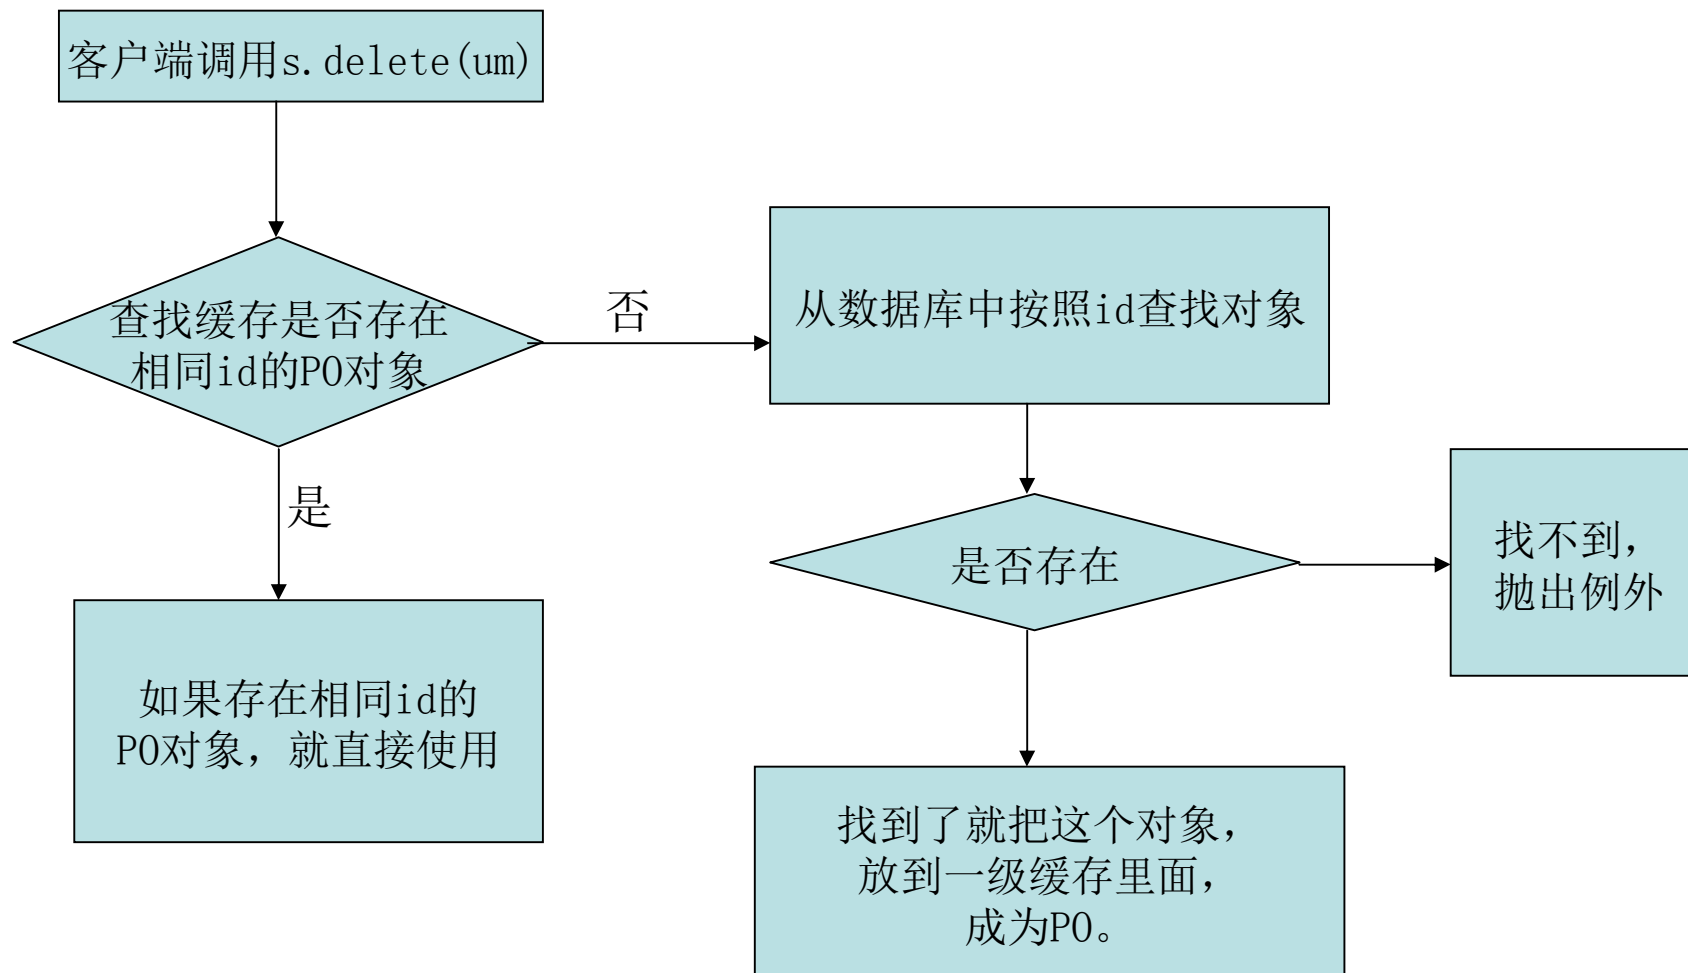 客户端调用s.delete(um)
查找缓存是否存在
相同id的PO对象
否
从数据库中按照id查找对象
是
是否存在
找不到，
抛出例外
如果存在相同id的
PO对象，就直接使用
找到了就把这个对象，
放到一级缓存里面，
成为PO。